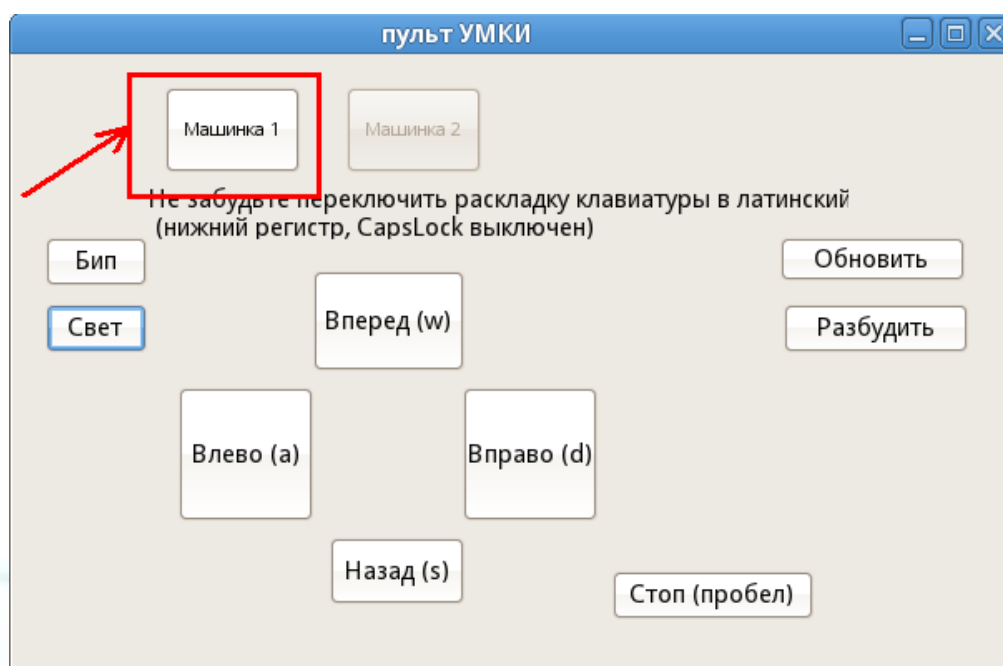 пульт УМКИ
Машинка 1
Машинка 2
Не забудьте переключить раскладку клавиатуры в латинский
(нижний регистр, CapsLock выключен)
Бип
Обновить
Свет
Вперед (w)
Разбудить
Влево (a)
Вправо (d)
Назад (s)
Стоп (пробел)